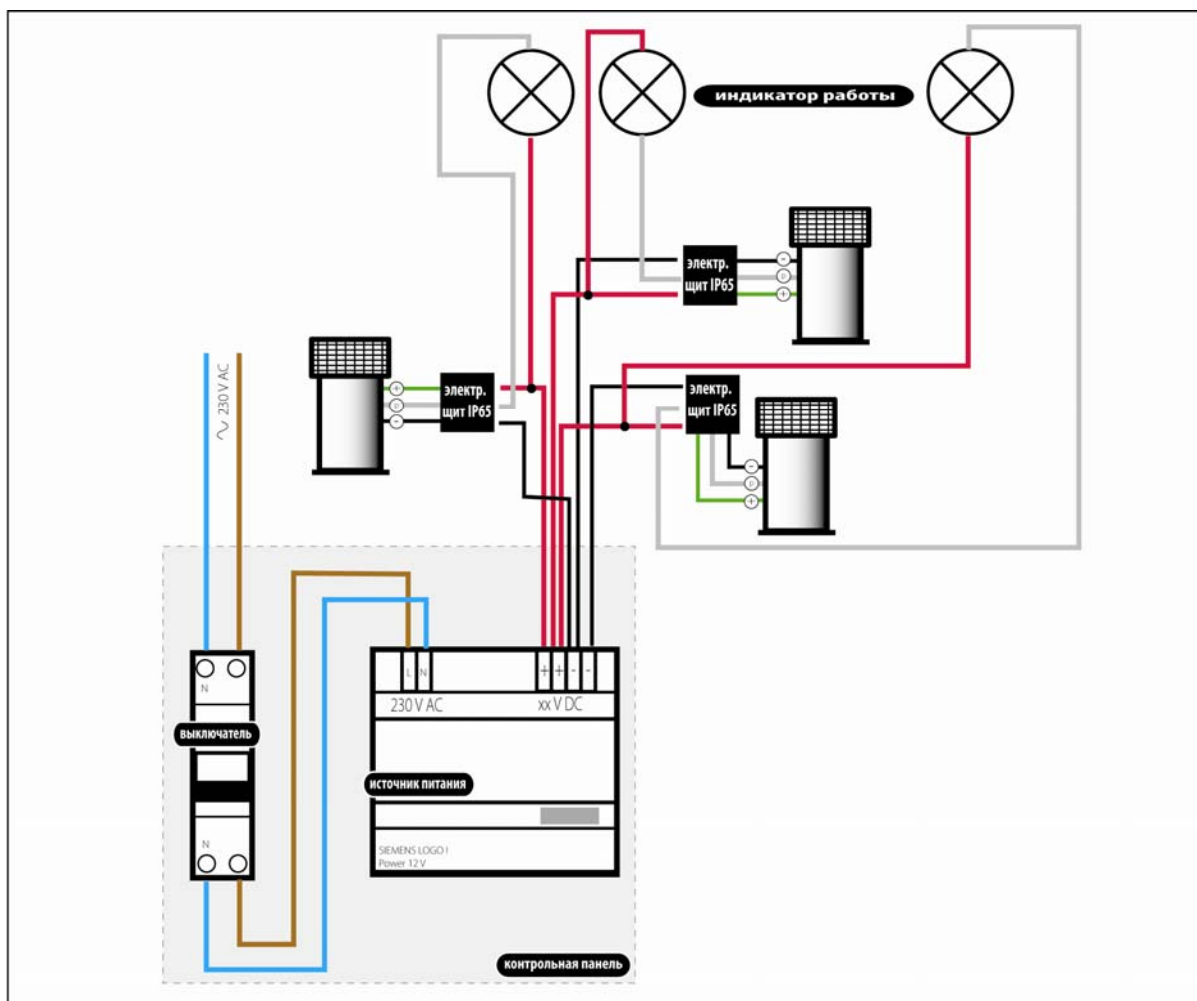 индикатор работы
электр.
щит IP65
- p +
~ 230 V AC
+ p -
электр.
щит IP65
электр.
щит IP65
- p +
N
L N + + - -
230 V AC xx V DC
выключатель
источник питания
N
SIEMENS LOGO !
Power 12 V
контрольная панель